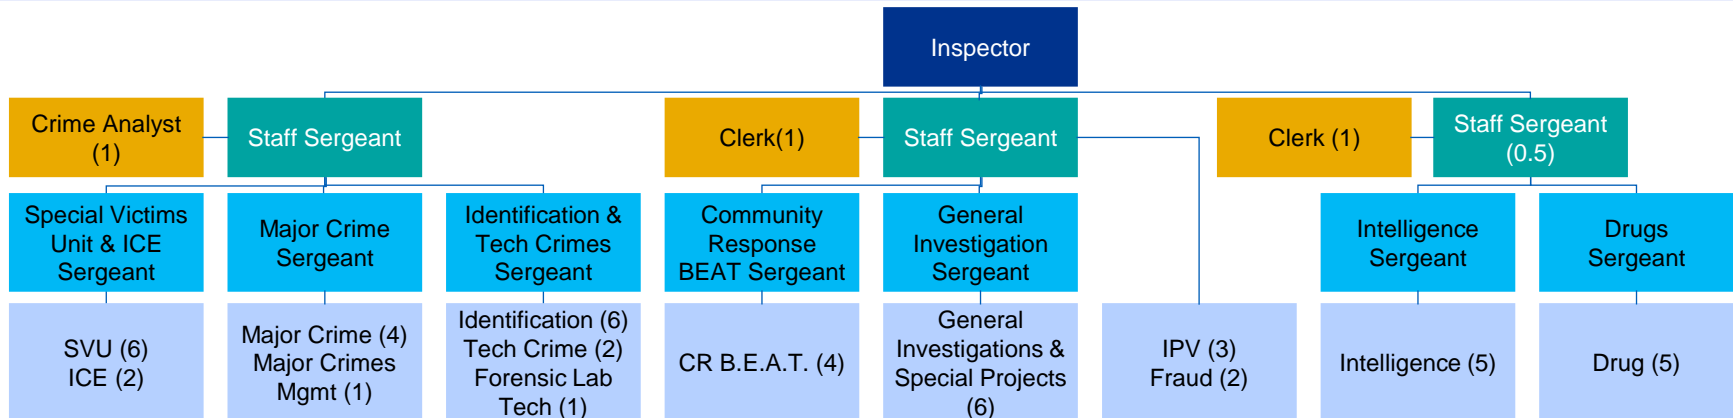 Inspector
Crime Analyst
(1)
Staff Sergeant
Clerk(1)
Staff Sergeant
Clerk (1)
Staff Sergeant
(0.5)
Special Victims
Unit & ICE
Sergeant
Major Crime
Sergeant
Identification &
Tech Crimes
Sergeant
Community
Response
BEAT Sergeant
General
Investigation
Sergeant
Intelligence
Sergeant
Drugs
Sergeant
SVU (6)
ICE (2)
Major Crime (4)
Major Crimes
Mgmt (1)
Identification (6)
Tech Crime (2)
Forensic Lab
Tech (1)
CR B.E.A.T. (4)
General
Investigations &
Special Projects
(6)
IPV (3)
Fraud (2)
Intelligence (5)
Drug (5)